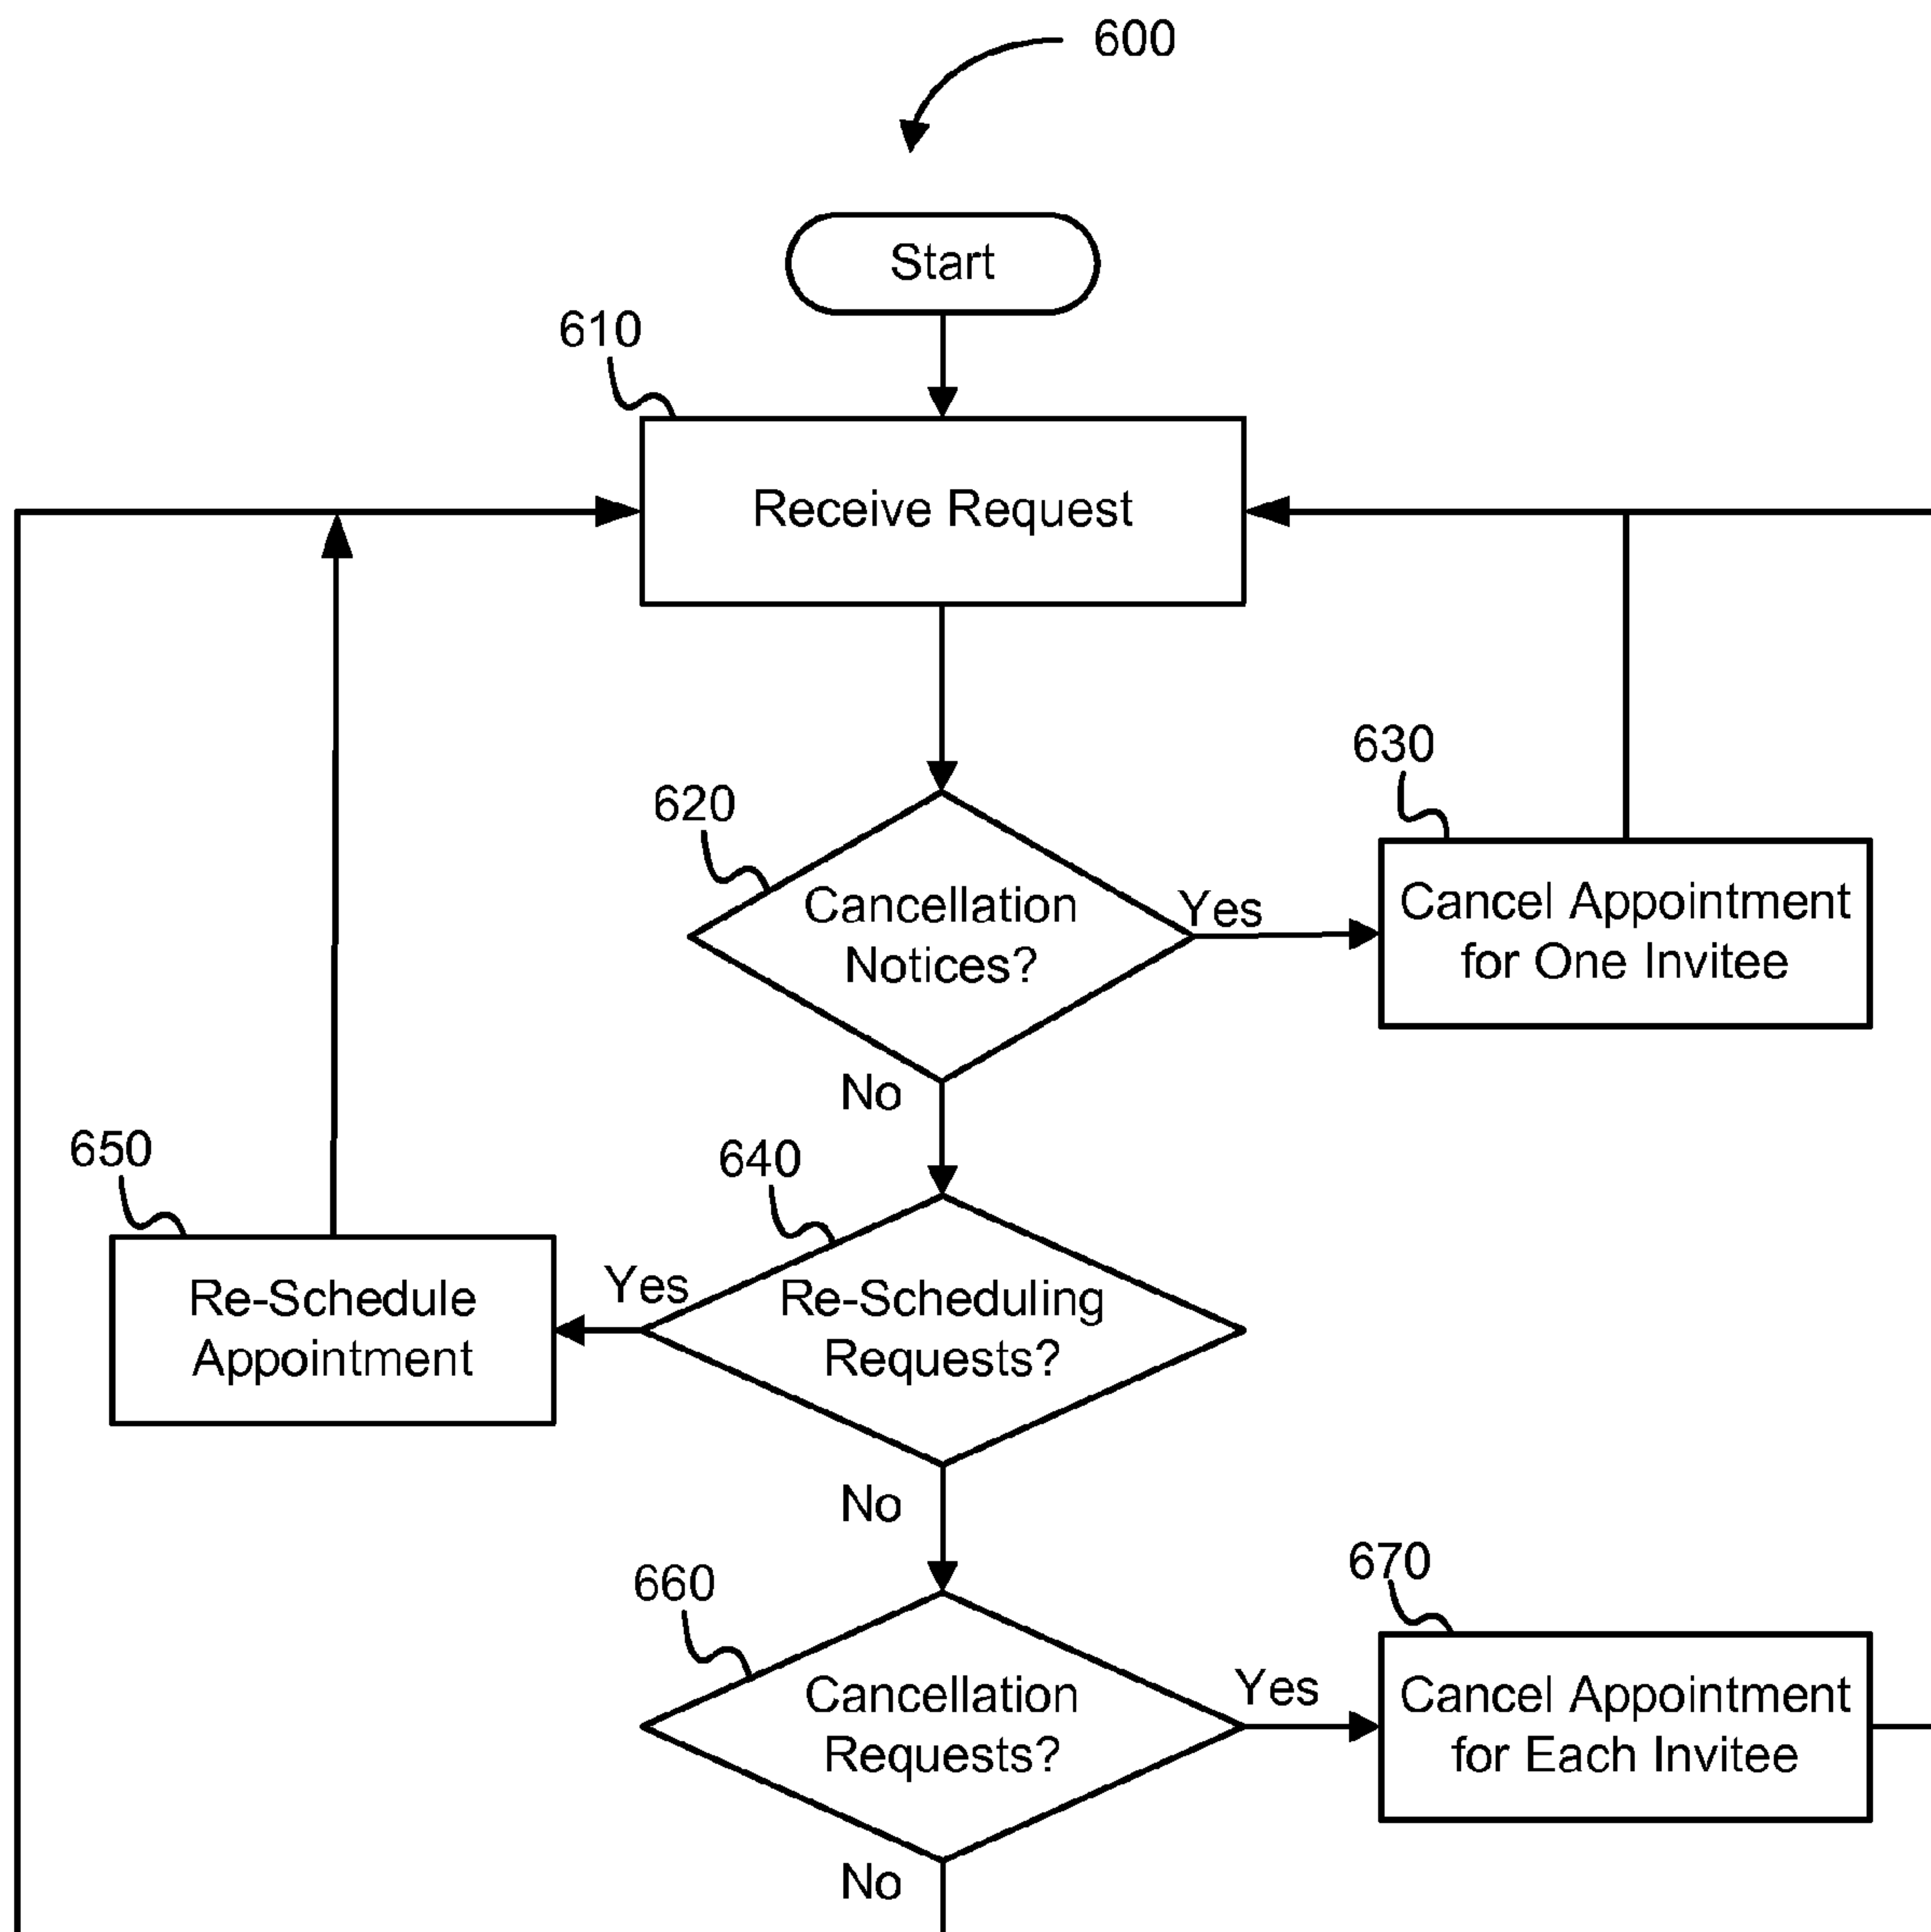 600
Start
610
Receive Request
630
620
Cancellation
Notices?
Yes
Cancel Appointment
for One Invitee
No
650
640
Yes
Re-Schedule
Appointment
Re-Scheduling
Requests?
No
670
660
Cancellation
Requests?
Yes
Cancel Appointment
for Each Invitee
No